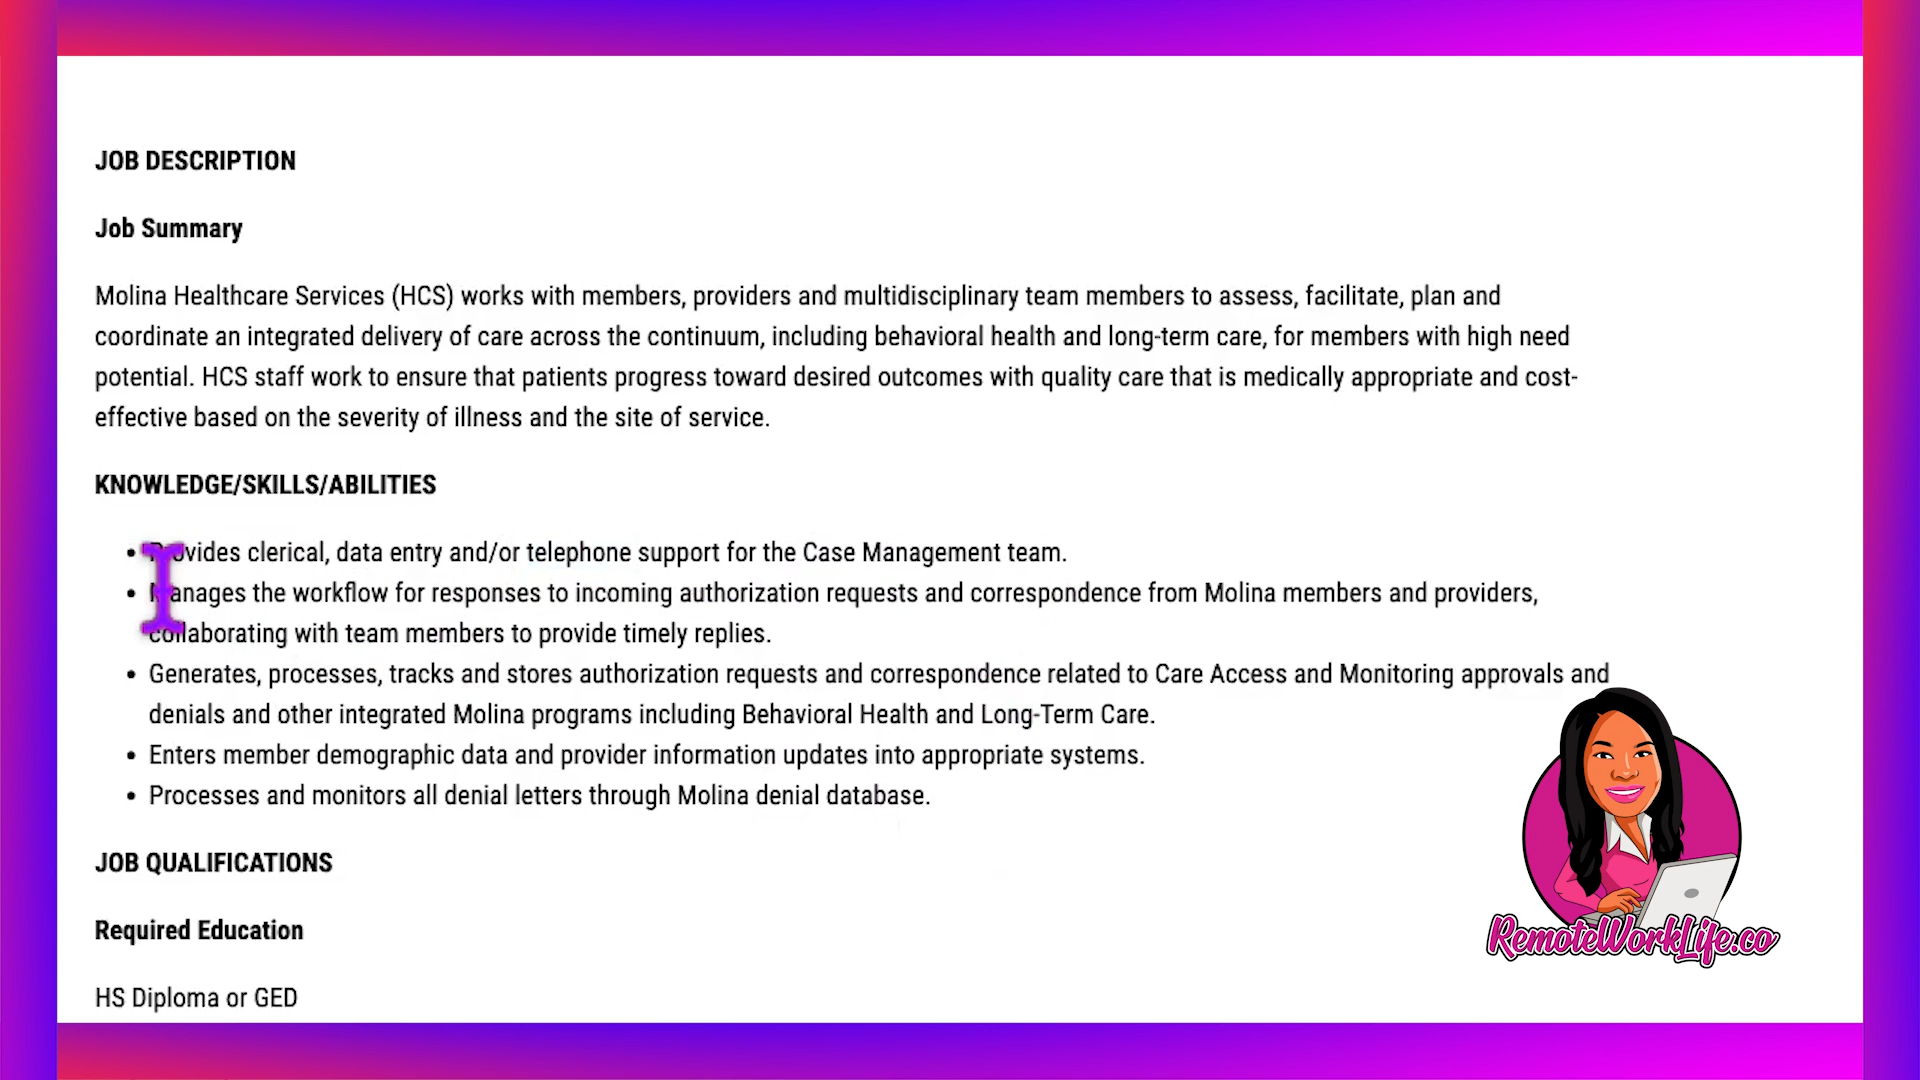 JOB DESCRIPTION
Job Summary
Molina Healthcare Services (HCS) works with members, providers and multidisciplinary team members to assess, facilitate, plan and
coordinate an integrated delivery of care across the continuum, including behavioral health and long-term care, for members with high need
potential. HCS staff work to ensure that patients progress toward desired outcomes with quality care that is medically appropriate and cost-
effective based on the severity of illness and the site of service.
KNOWLEDGE/SKILLS/ABILITIES
• Provides clerical, data entry and/or telephone support for the Case Management team.
• Manages the workflow for responses to incoming authorization requests and correspondence from Molina members and providers,
collaborating with team members to provide timely replies.
• Generates, processes, tracks and stores authorization requests and correspondence related to Care Access and Monitoring approvals and
denials and other integrated Molina programs including Behavioral Health and Long-Term Care.
• Enters member demographic data and provider information updates into appropriate systems.
• Processes and monitors all denial letters through Molina denial database.
JOB QUALIFICATIONS
Required Education
HS Diploma or GED
RemoteWorkLife.co